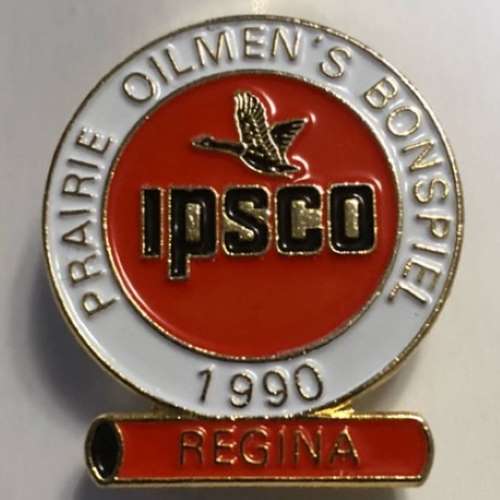 PRAIRIE OILMEN'S BONSPIEL
IPSCO
1990
REGINA